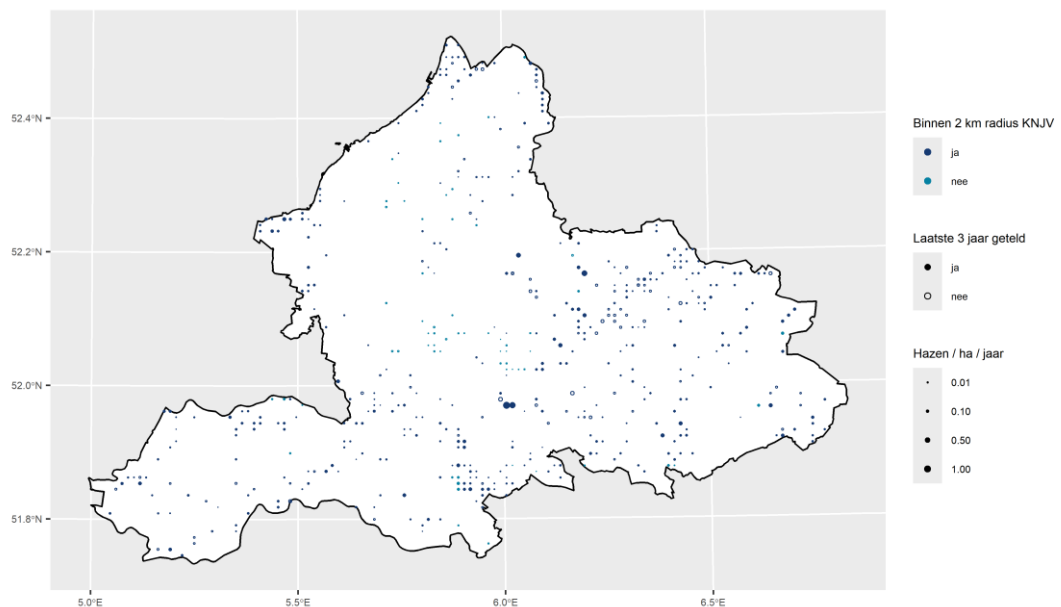 52.4°N
52.2°N
52.0°N
51.8°N
5.0°E
5.5°E
6.0°E
6.5°E
Binnen 2 km radius KNJV
ja
nee
Laatste 3 jaar geteld
ja
nee
Hazen / ha / jaar
0.01
0.10
0.50
1.00